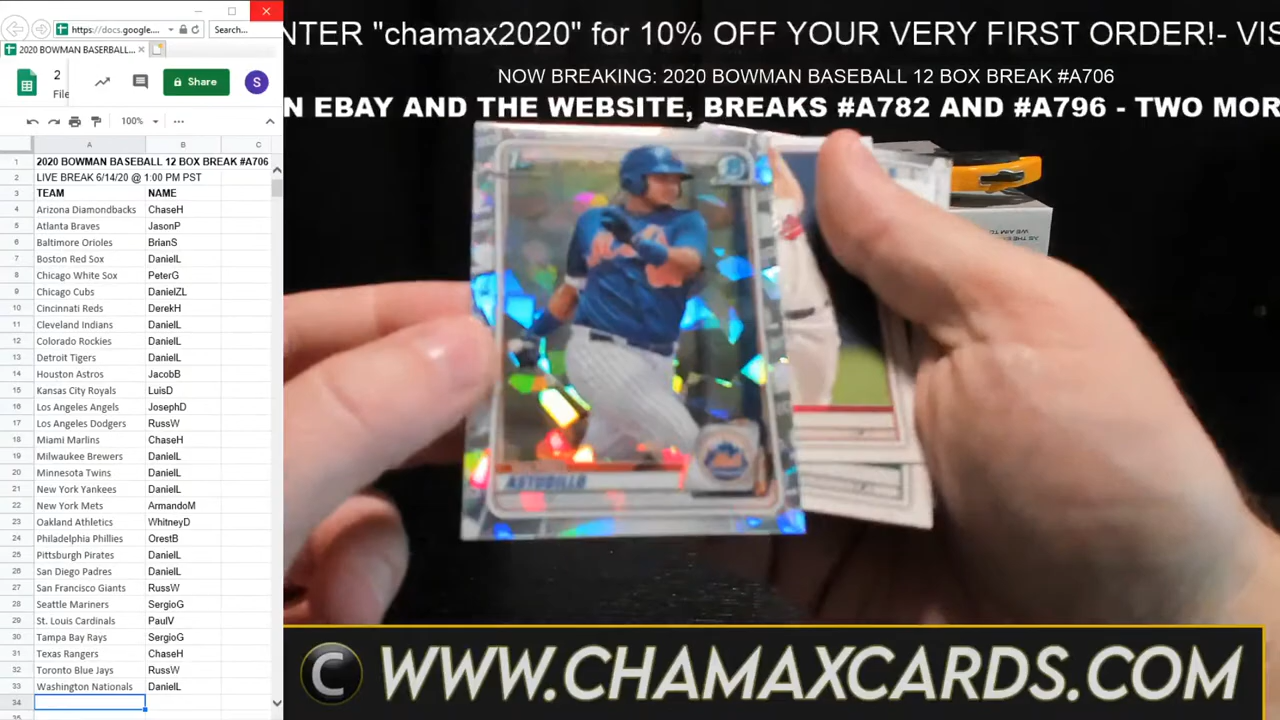 https://docs.google....
Search...
2020 BOWMAN BASEBALL...
2
File
Share
S
100%
A B C
1 2020 BOWMAN BASEBALL 12 BOX BREAK #A706
2 LIVE BREAK 6/14/20 @ 1:00 PM PST
3 TEAM NAME
4 Arizona Diamondbacks ChaseH
5 Atlanta Braves JasonP
6 Baltimore Orioles BrianS
7 Boston Red Sox DanielL
8 Chicago White Sox PeterG
9 Chicago Cubs DanielZL
10 Cincinnati Reds DerekH
11 Cleveland Indians DanielL
12 Colorado Rockies DanielL
13 Detroit Tigers DanielL
14 Houston Astros JacobB
15 Kansas City Royals LuisD
16 Los Angeles Angels JosephD
17 Los Angeles Dodgers RussW
18 Miami Marlins ChaseH
19 Milwaukee Brewers DanielL
20 Minnesota Twins DanielL
21 New York Yankees DanielL
22 New York Mets ArmandoM
23 Oakland Athletics WhitneyD
24 Philadelphia Phillies OrestB
25 Pittsburgh Pirates DanielL
26 San Diego Padres DanielL
27 San Francisco Giants RussW
28 Seattle Mariners SergioG
29 St. Louis Cardinals PaulV
30 Tampa Bay Rays SergioG
31 Texas Rangers ChaseH
32 Toronto Blue Jays RussW
33 Washington Nationals DanielL
34
NTER "chamax2020" for 10% OFF YOUR VERY FIRST ORDER!- VIS
NOW BREAKING: 2020 BOWMAN BASEBALL 12 BOX BREAK #A706
N EBAY AND THE WEBSITE, BREAKS #A782 AND #A796 - TWO MOR
ASTUDILLO
C WWW.CHAMAXCARDS.COM